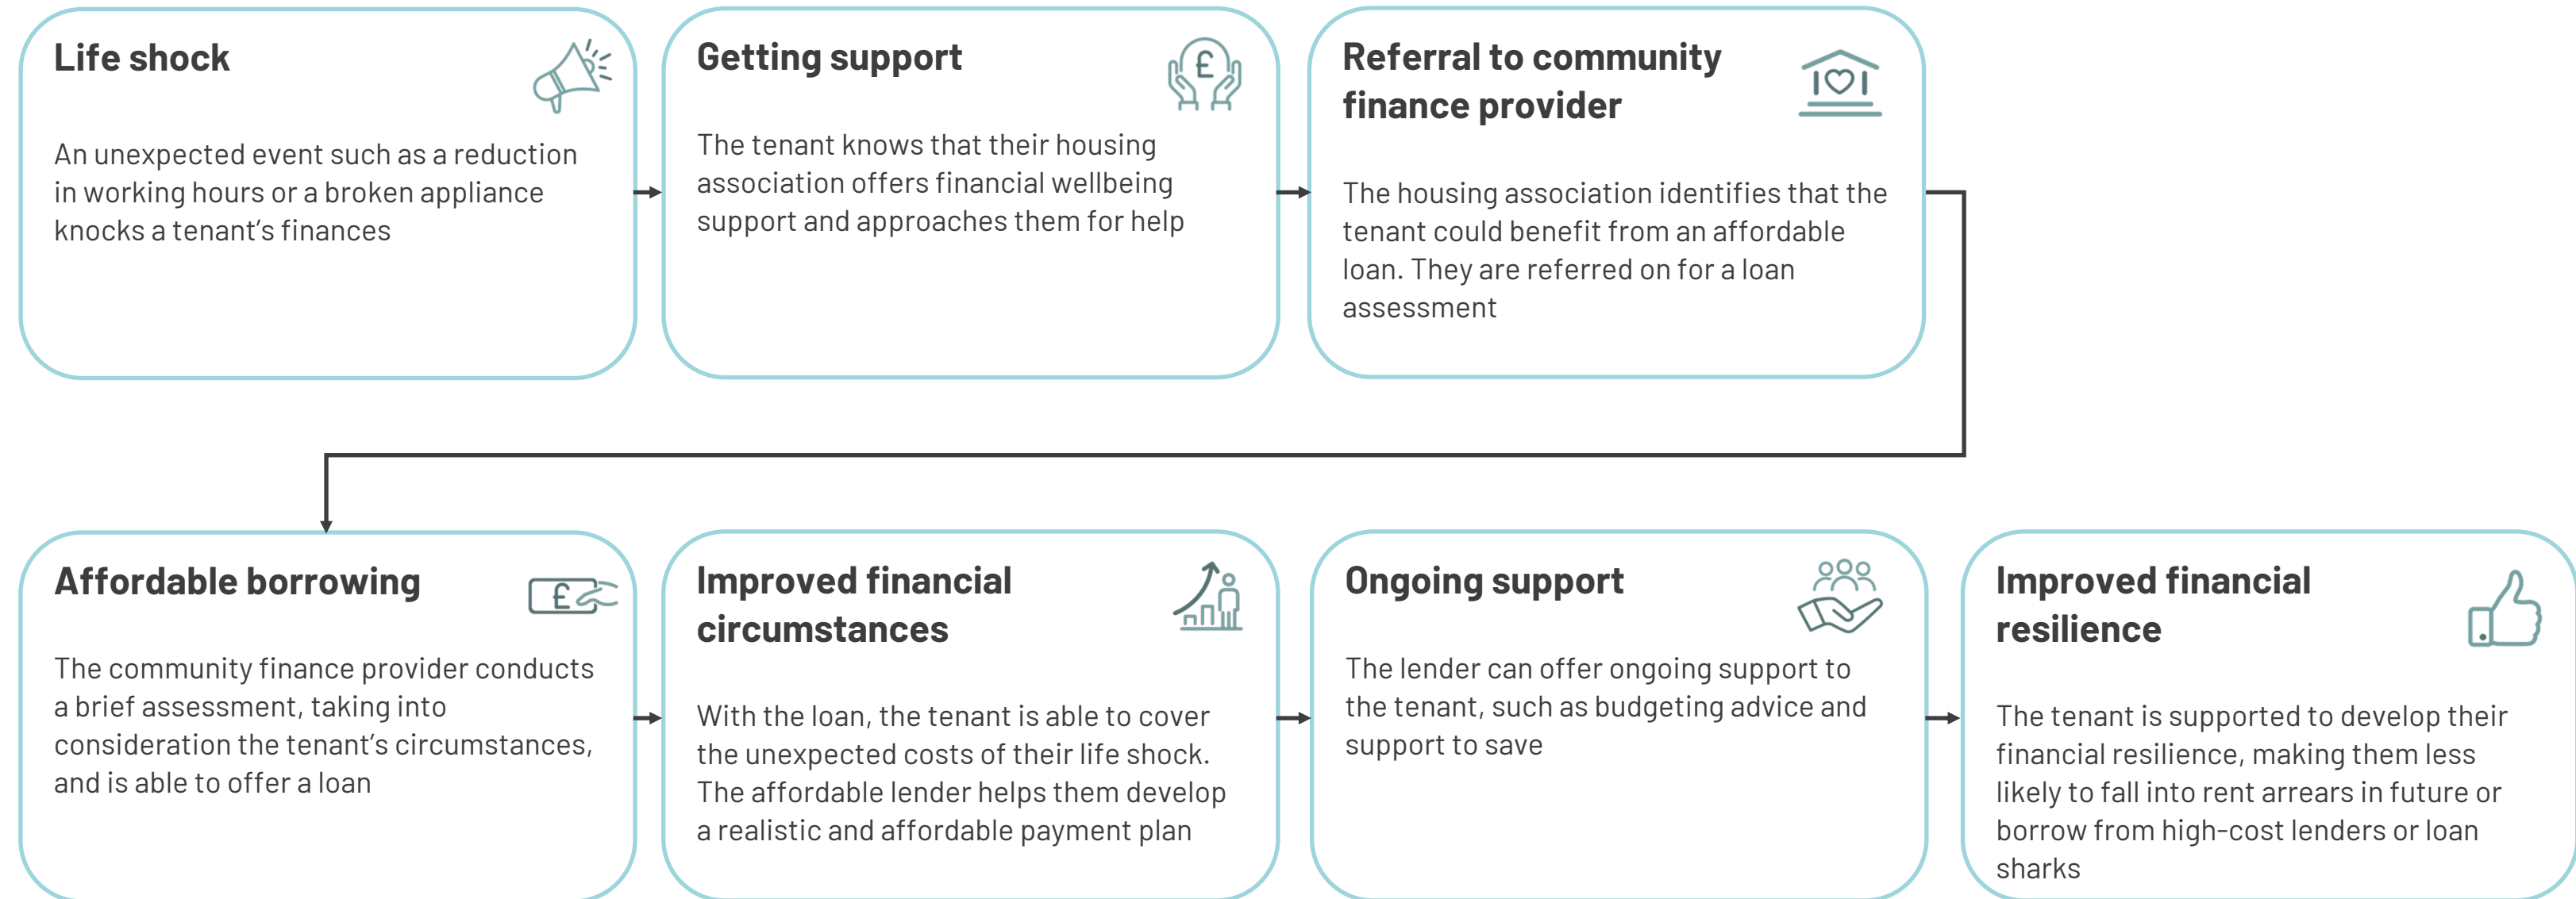 Life shock
An unexpected event such as a reduction
in working hours or a broken appliance
knocks a tenant’s finances
Getting support
£
The tenant knows that their housing
association offers financial wellbeing
support and approaches them for help
Referral to community
finance provider
The housing association identifies that the
tenant could benefit from an affordable
loan. They are referred on for a loan
assessment
Affordable borrowing
£
The community finance provider conducts
a brief assessment, taking into
consideration the tenant’s circumstances,
and is able to offer a loan
Improved financial
circumstances
With the loan, the tenant is able to cover
the unexpected costs of their life shock.
The affordable lender helps them develop
a realistic and affordable payment plan
Ongoing support
The lender can offer ongoing support to
the tenant, such as budgeting advice and
support to save
Improved financial
resilience
The tenant is supported to develop their
financial resilience, making them less
likely to fall into rent arrears in future or
borrow from high-cost lenders or loan
sharks